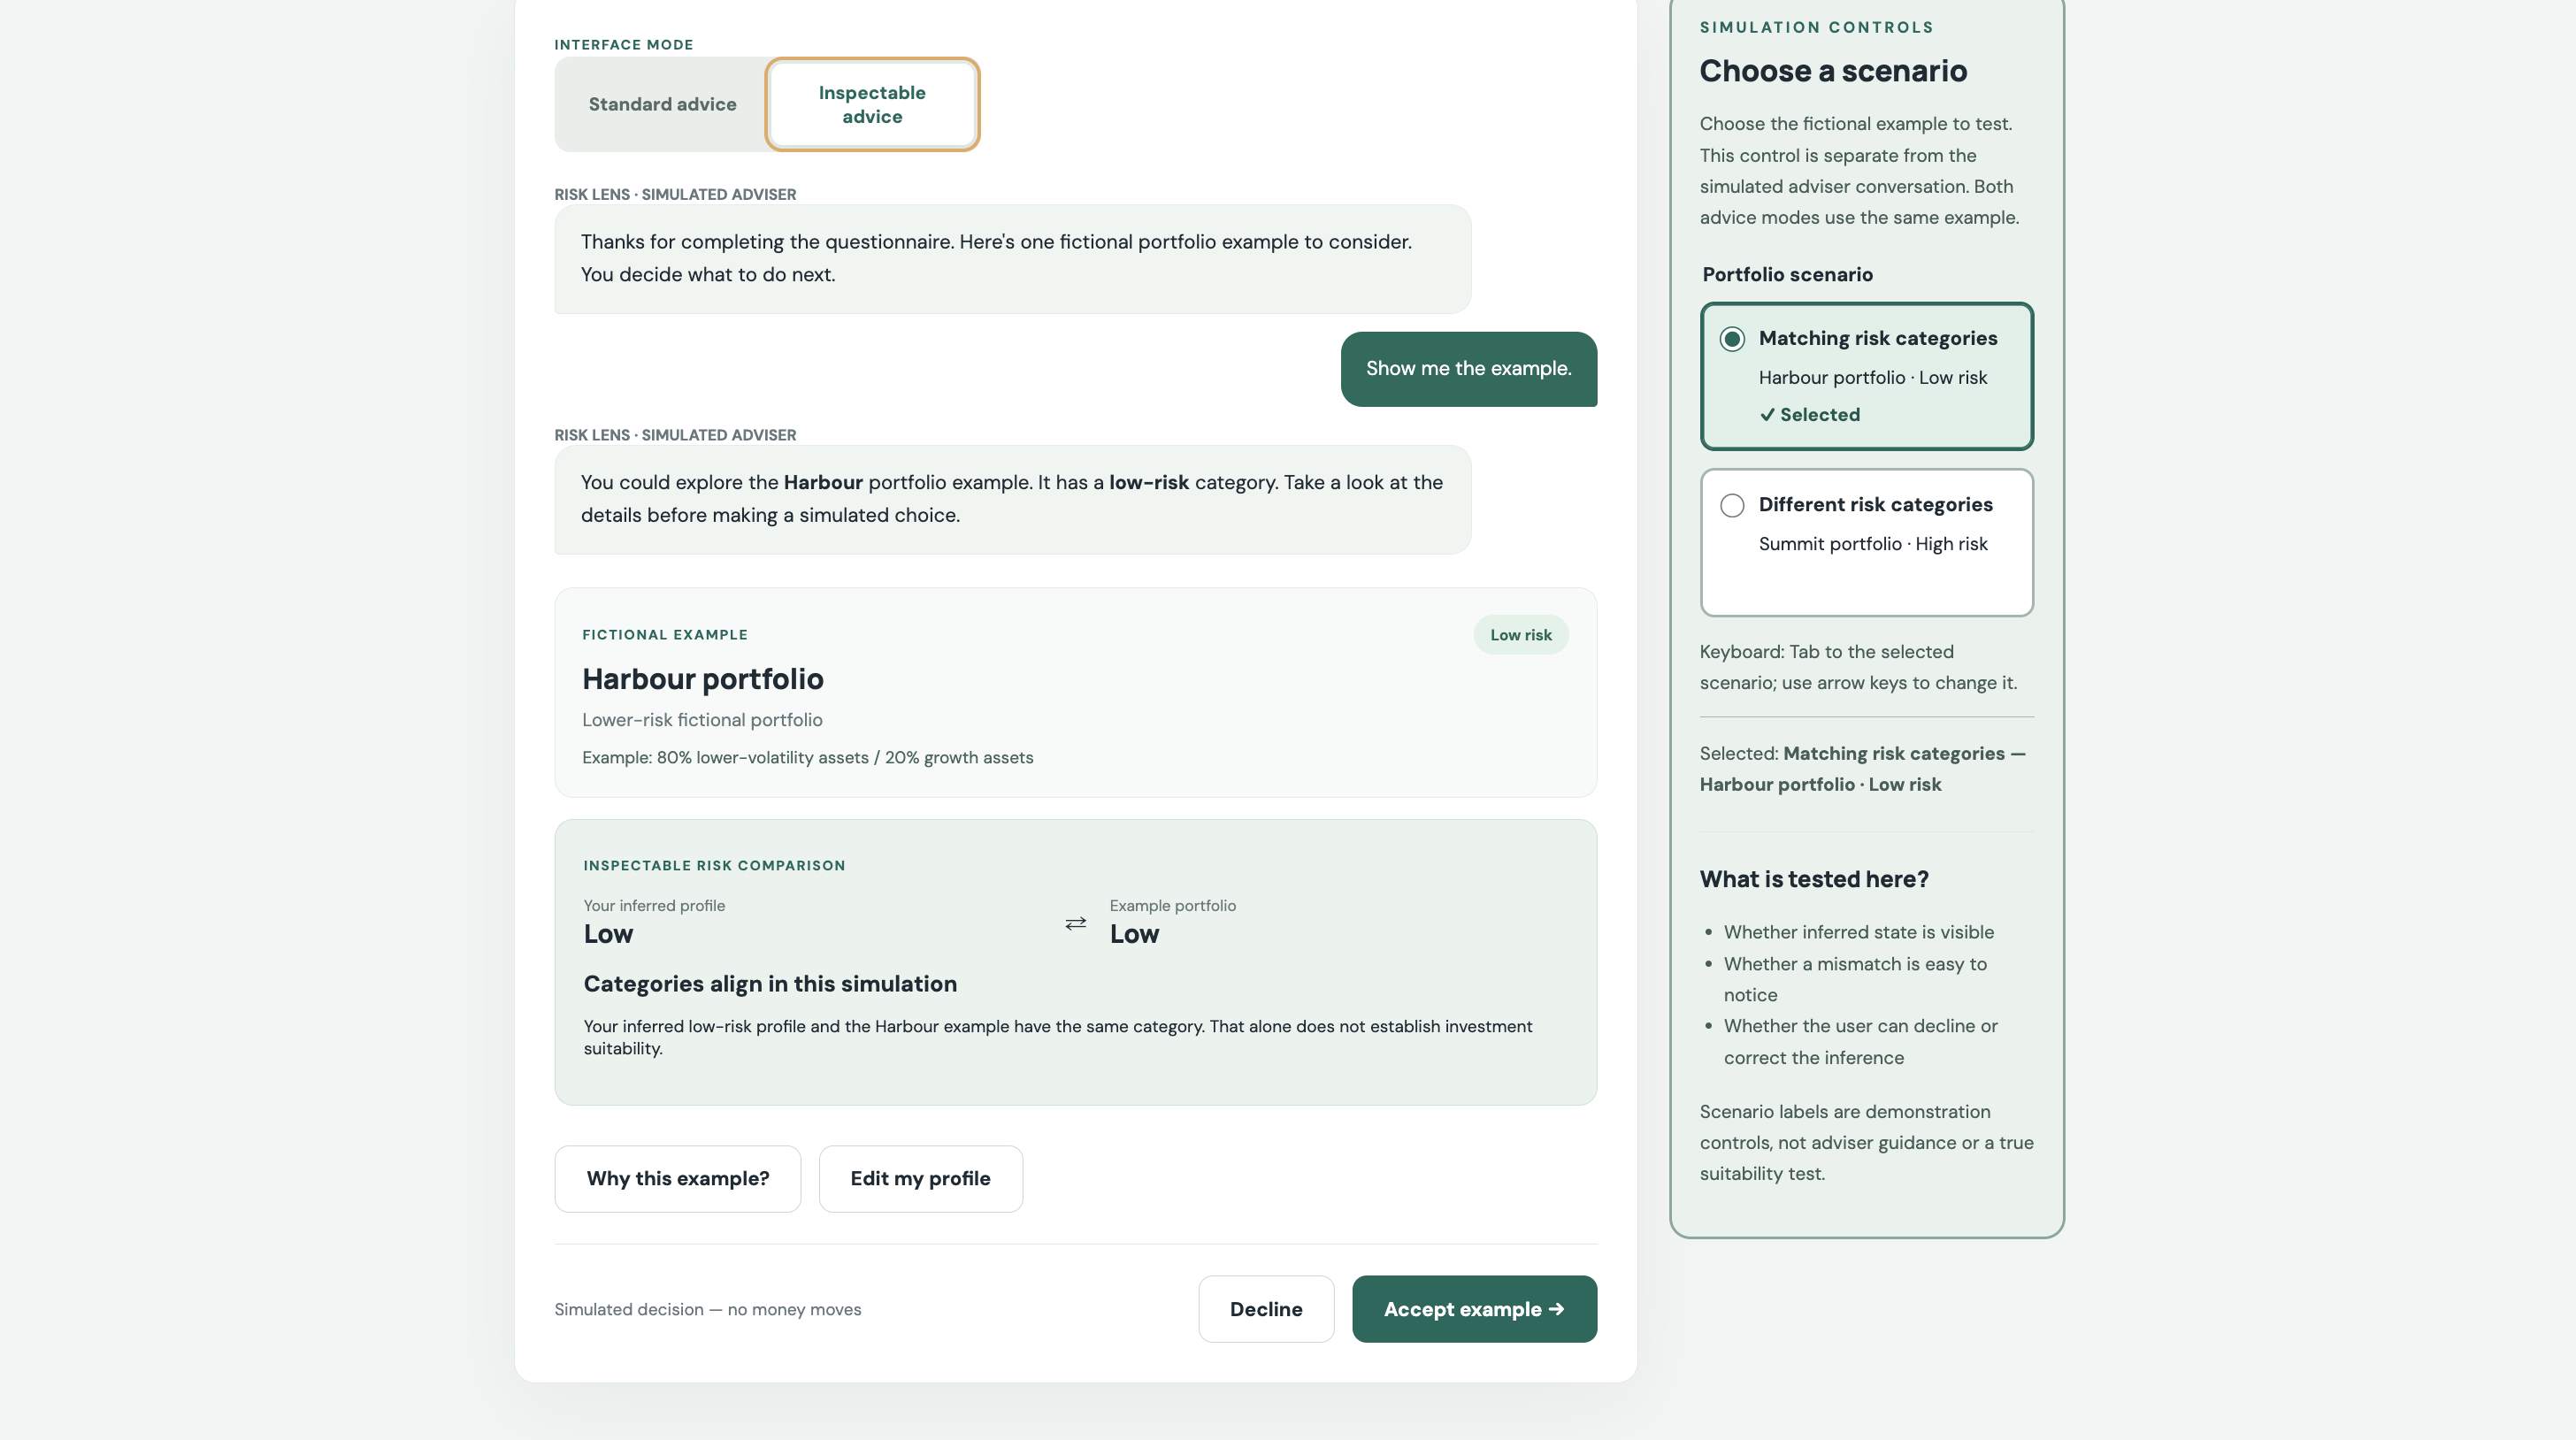 INTERFACE MODE
Standard advice
Inspectable
advice
RISK LENS · SIMULATED ADVISER
Thanks for completing the questionnaire. Here's one fictional portfolio example to consider.
You decide what to do next.
Show me the example.
RISK LENS · SIMULATED ADVISER
You could explore the Harbour portfolio example. It has a low-risk category. Take a look at the
details before making a simulated choice.
FICTIONAL EXAMPLE
Low risk
Harbour portfolio
Lower-risk fictional portfolio
Example: 80% lower-volatility assets / 20% growth assets
INSPECTABLE RISK COMPARISON
Your inferred profile
Low
⇄
Example portfolio
Low
Categories align in this simulation
Your inferred low-risk profile and the Harbour example have the same category. That alone does not establish investment
suitability.
Why this example?
Edit my profile
Simulated decision — no money moves
Decline
Accept example →
SIMULATION CONTROLS
Choose a scenario
Choose the fictional example to test.
This control is separate from the
simulated adviser conversation. Both
advice modes use the same example.
Portfolio scenario
Matching risk categories
Harbour portfolio · Low risk
✓ Selected
Different risk categories
Summit portfolio · High risk
Keyboard: Tab to the selected
scenario; use arrow keys to change it.
Selected: Matching risk categories —
Harbour portfolio · Low risk
What is tested here?
• Whether inferred state is visible
• Whether a mismatch is easy to
notice
• Whether the user can decline or
correct the inference
Scenario labels are demonstration
controls, not adviser guidance or a true
suitability test.